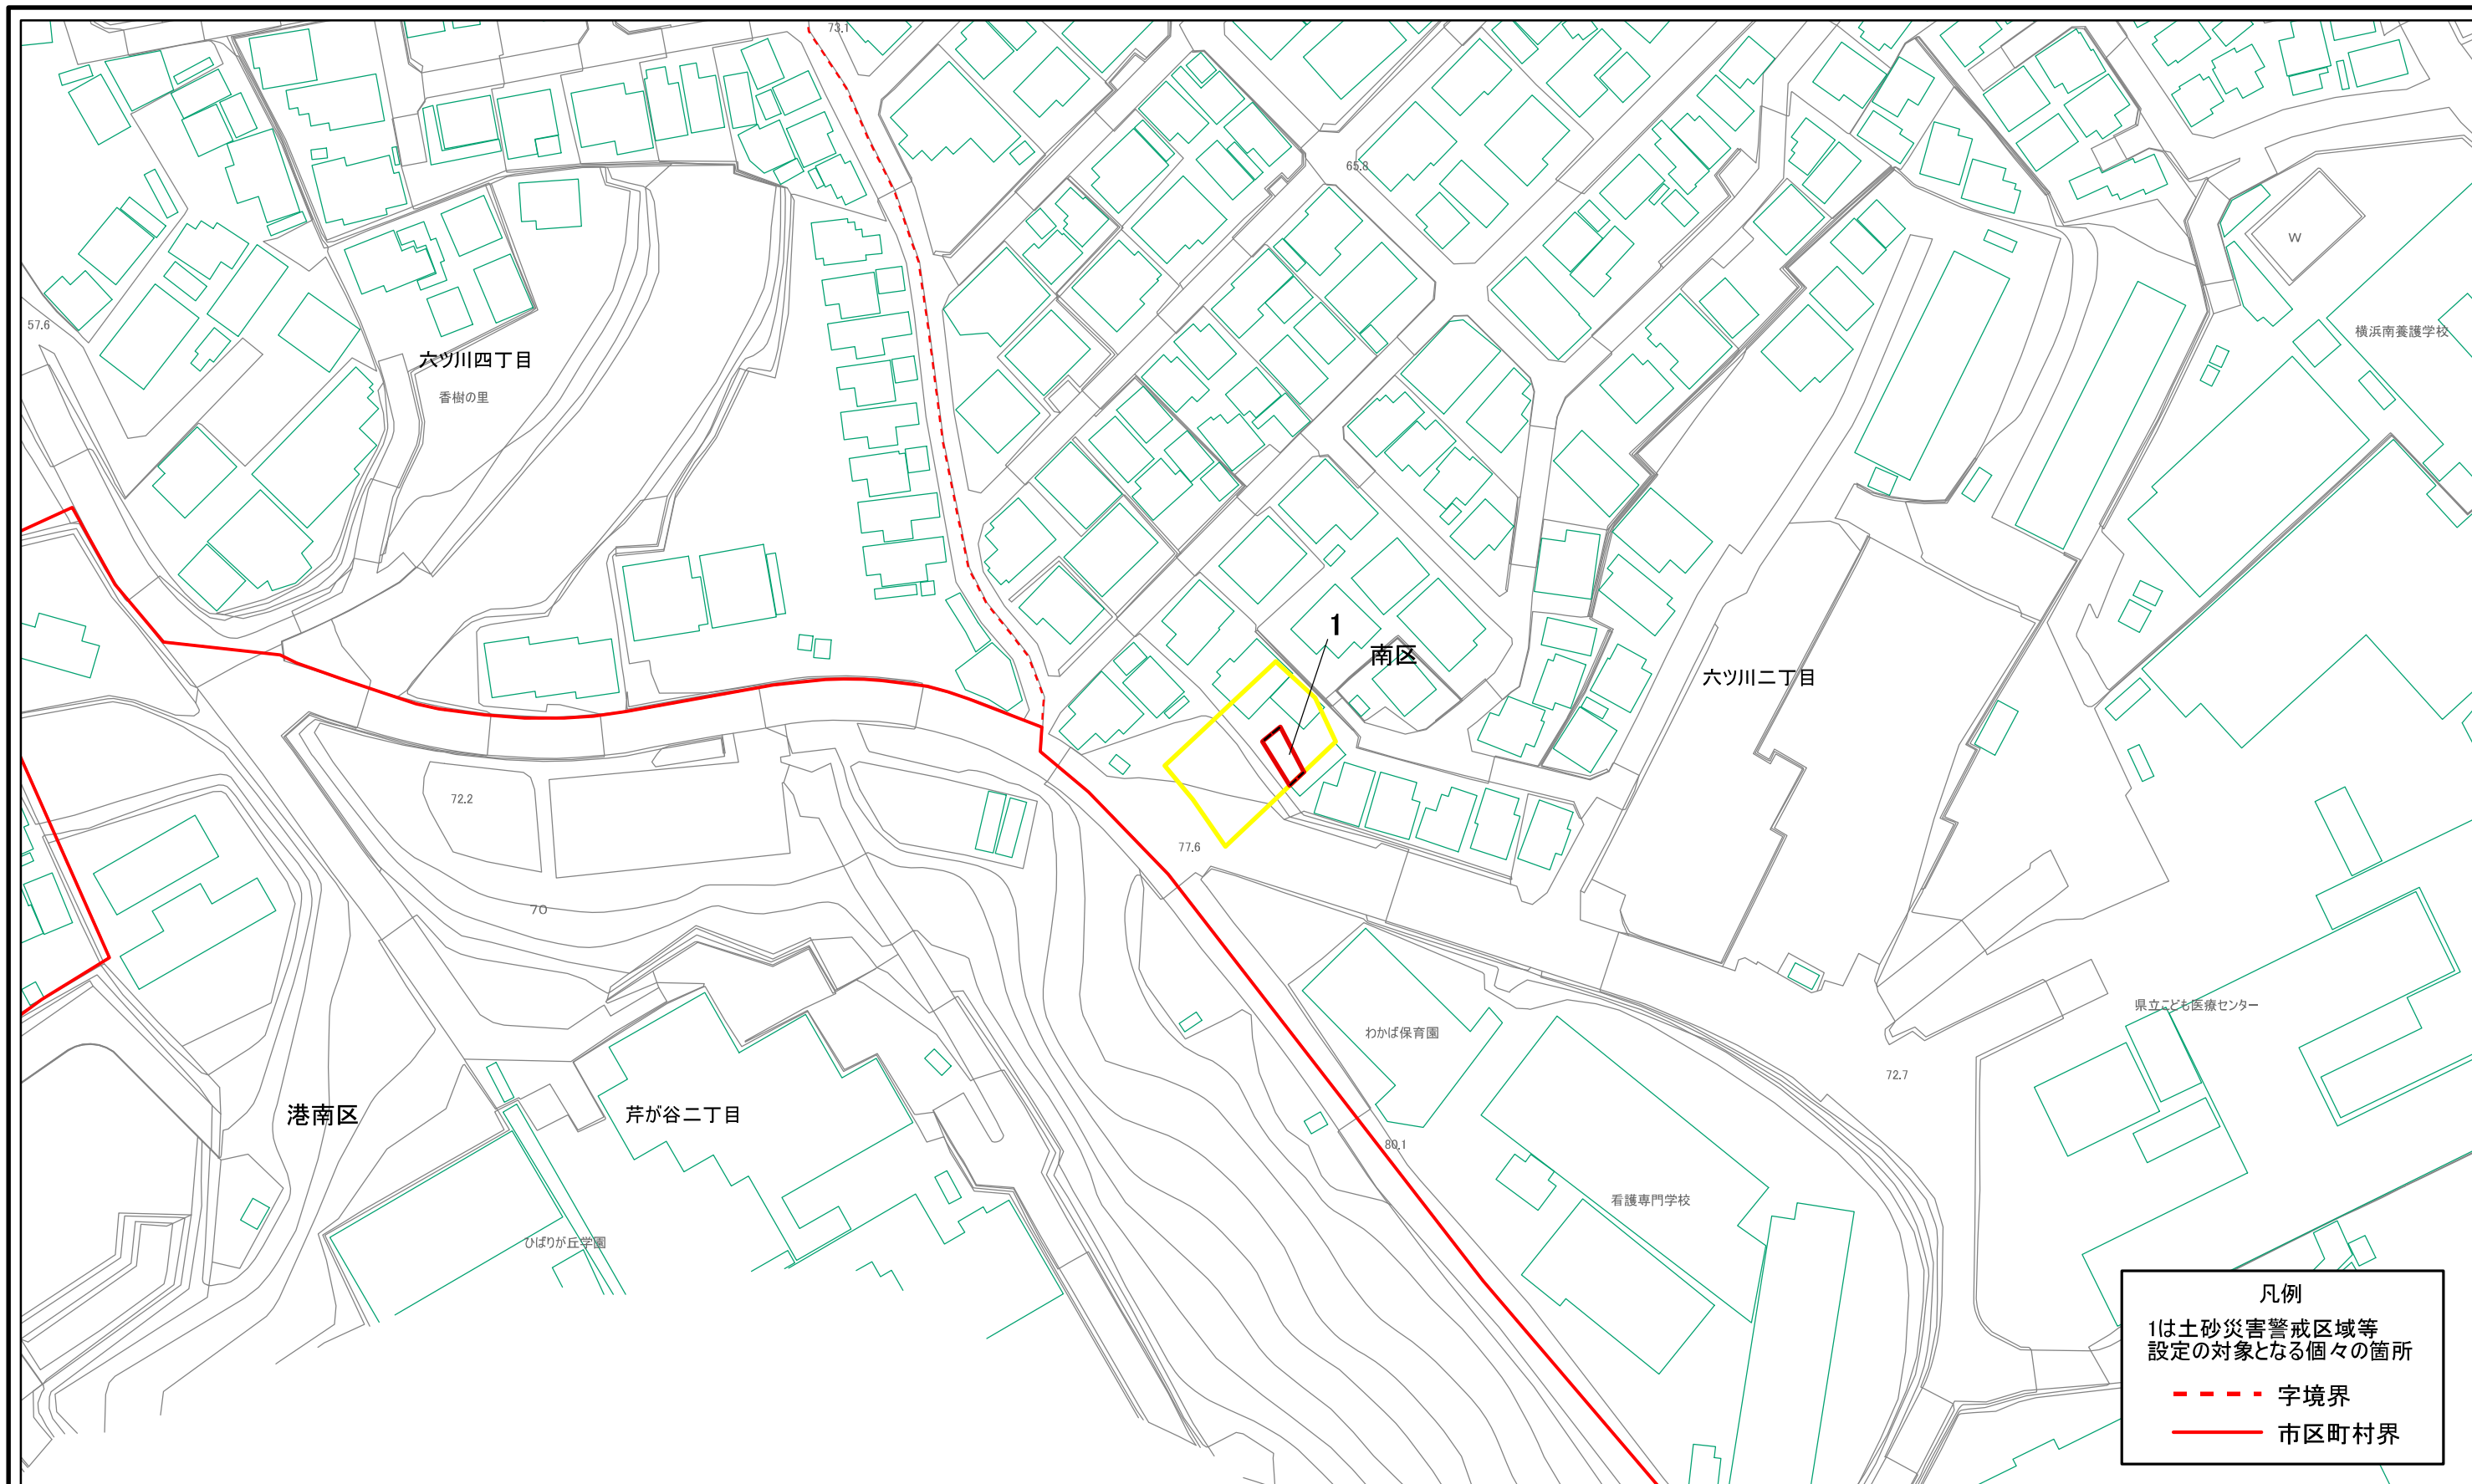 73.1
65.8
W
57.6
横浜南養護学校
六ツ川四丁目
香樹の里
1
南区
六ツ川二丁目
72.2
77.6
70
県立こども医療センター
わかば保育園
72.7
港南区
芹が谷二丁目
80.1
看護専門学校
ひばりが丘学園
凡例
1は土砂災害警戒区域等
設定の対象となる個々の箇所
字境界
市区町村界